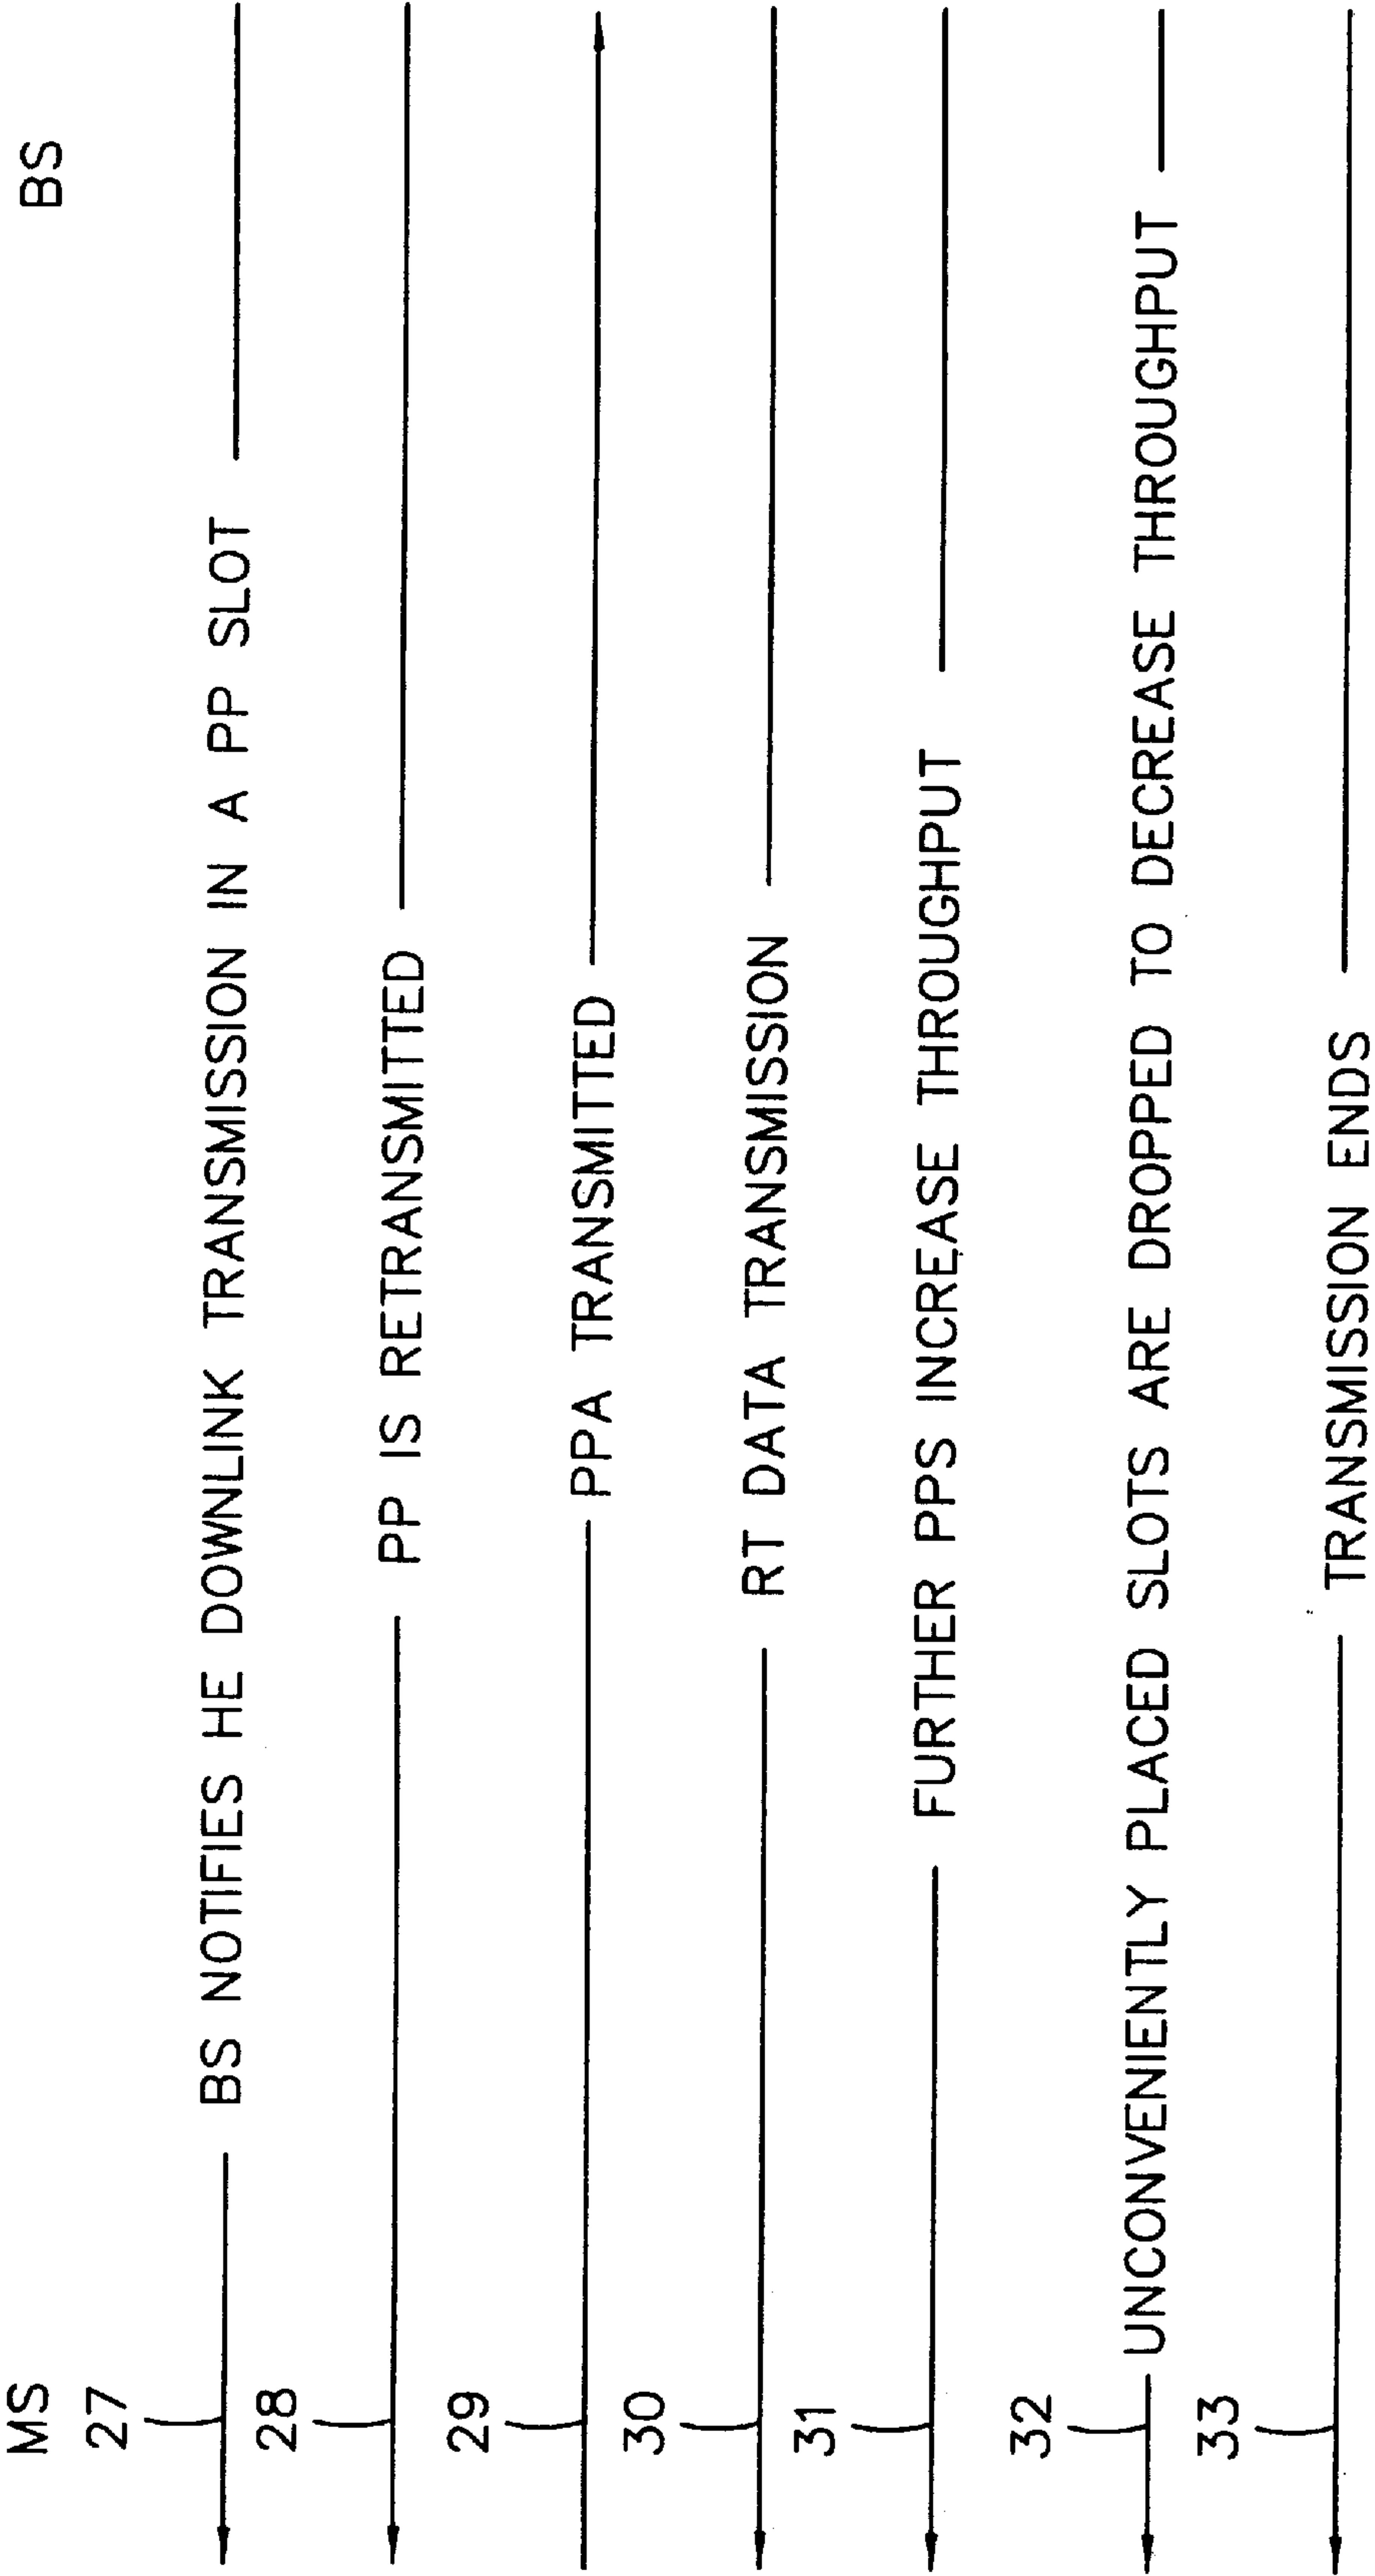 MS BS
27 BS NOTIFIES HE DOWNLINK TRANSMISSION IN A PP SLOT
28 PP IS RETRANSMITTED
29 PPA TRANSMITTED
30 RT DATA TRANSMISSION
31 FURTHER PPS INCREASE THROUGHPUT
32 UNCONVENIENTLY PLACED SLOTS ARE DROPPED TO DECREASE THROUGHPUT
33 TRANSMISSION ENDS